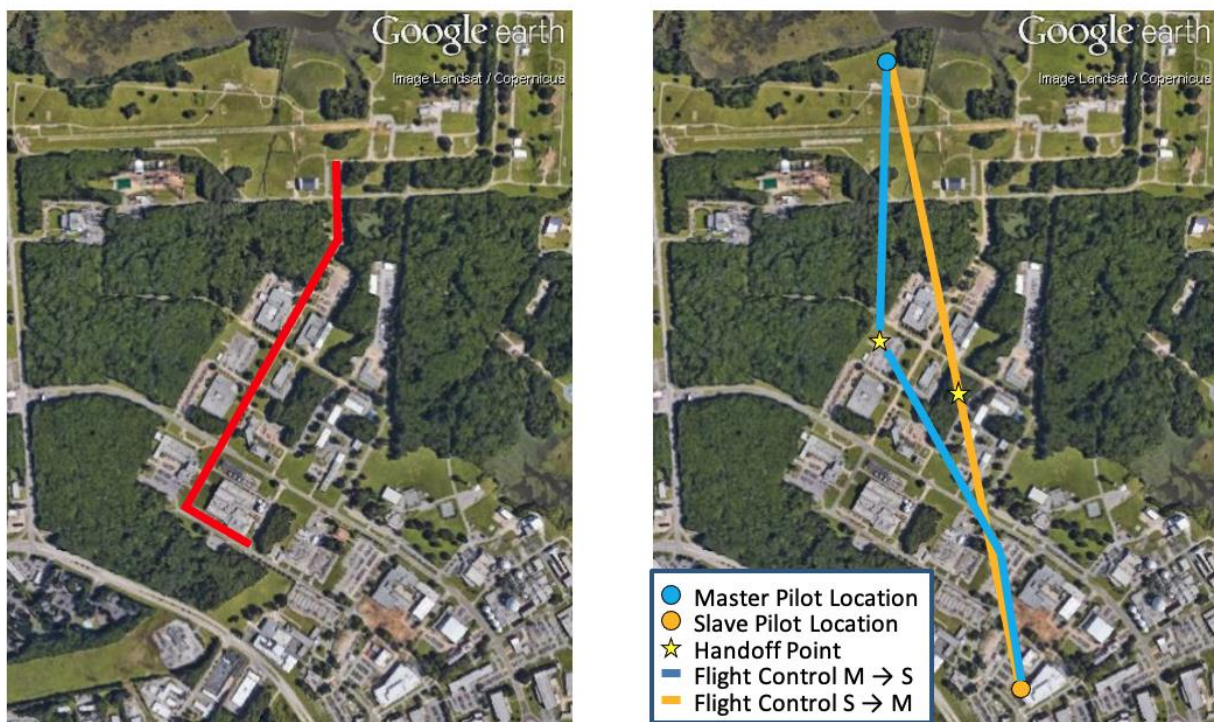 Google earth
Image Landsat / Copernicus
Google earth
Image Landsat / Copernicus
Master Pilot Location
Slave Pilot Location
Handoff Point
Flight Control M → S
Flight Control S → M